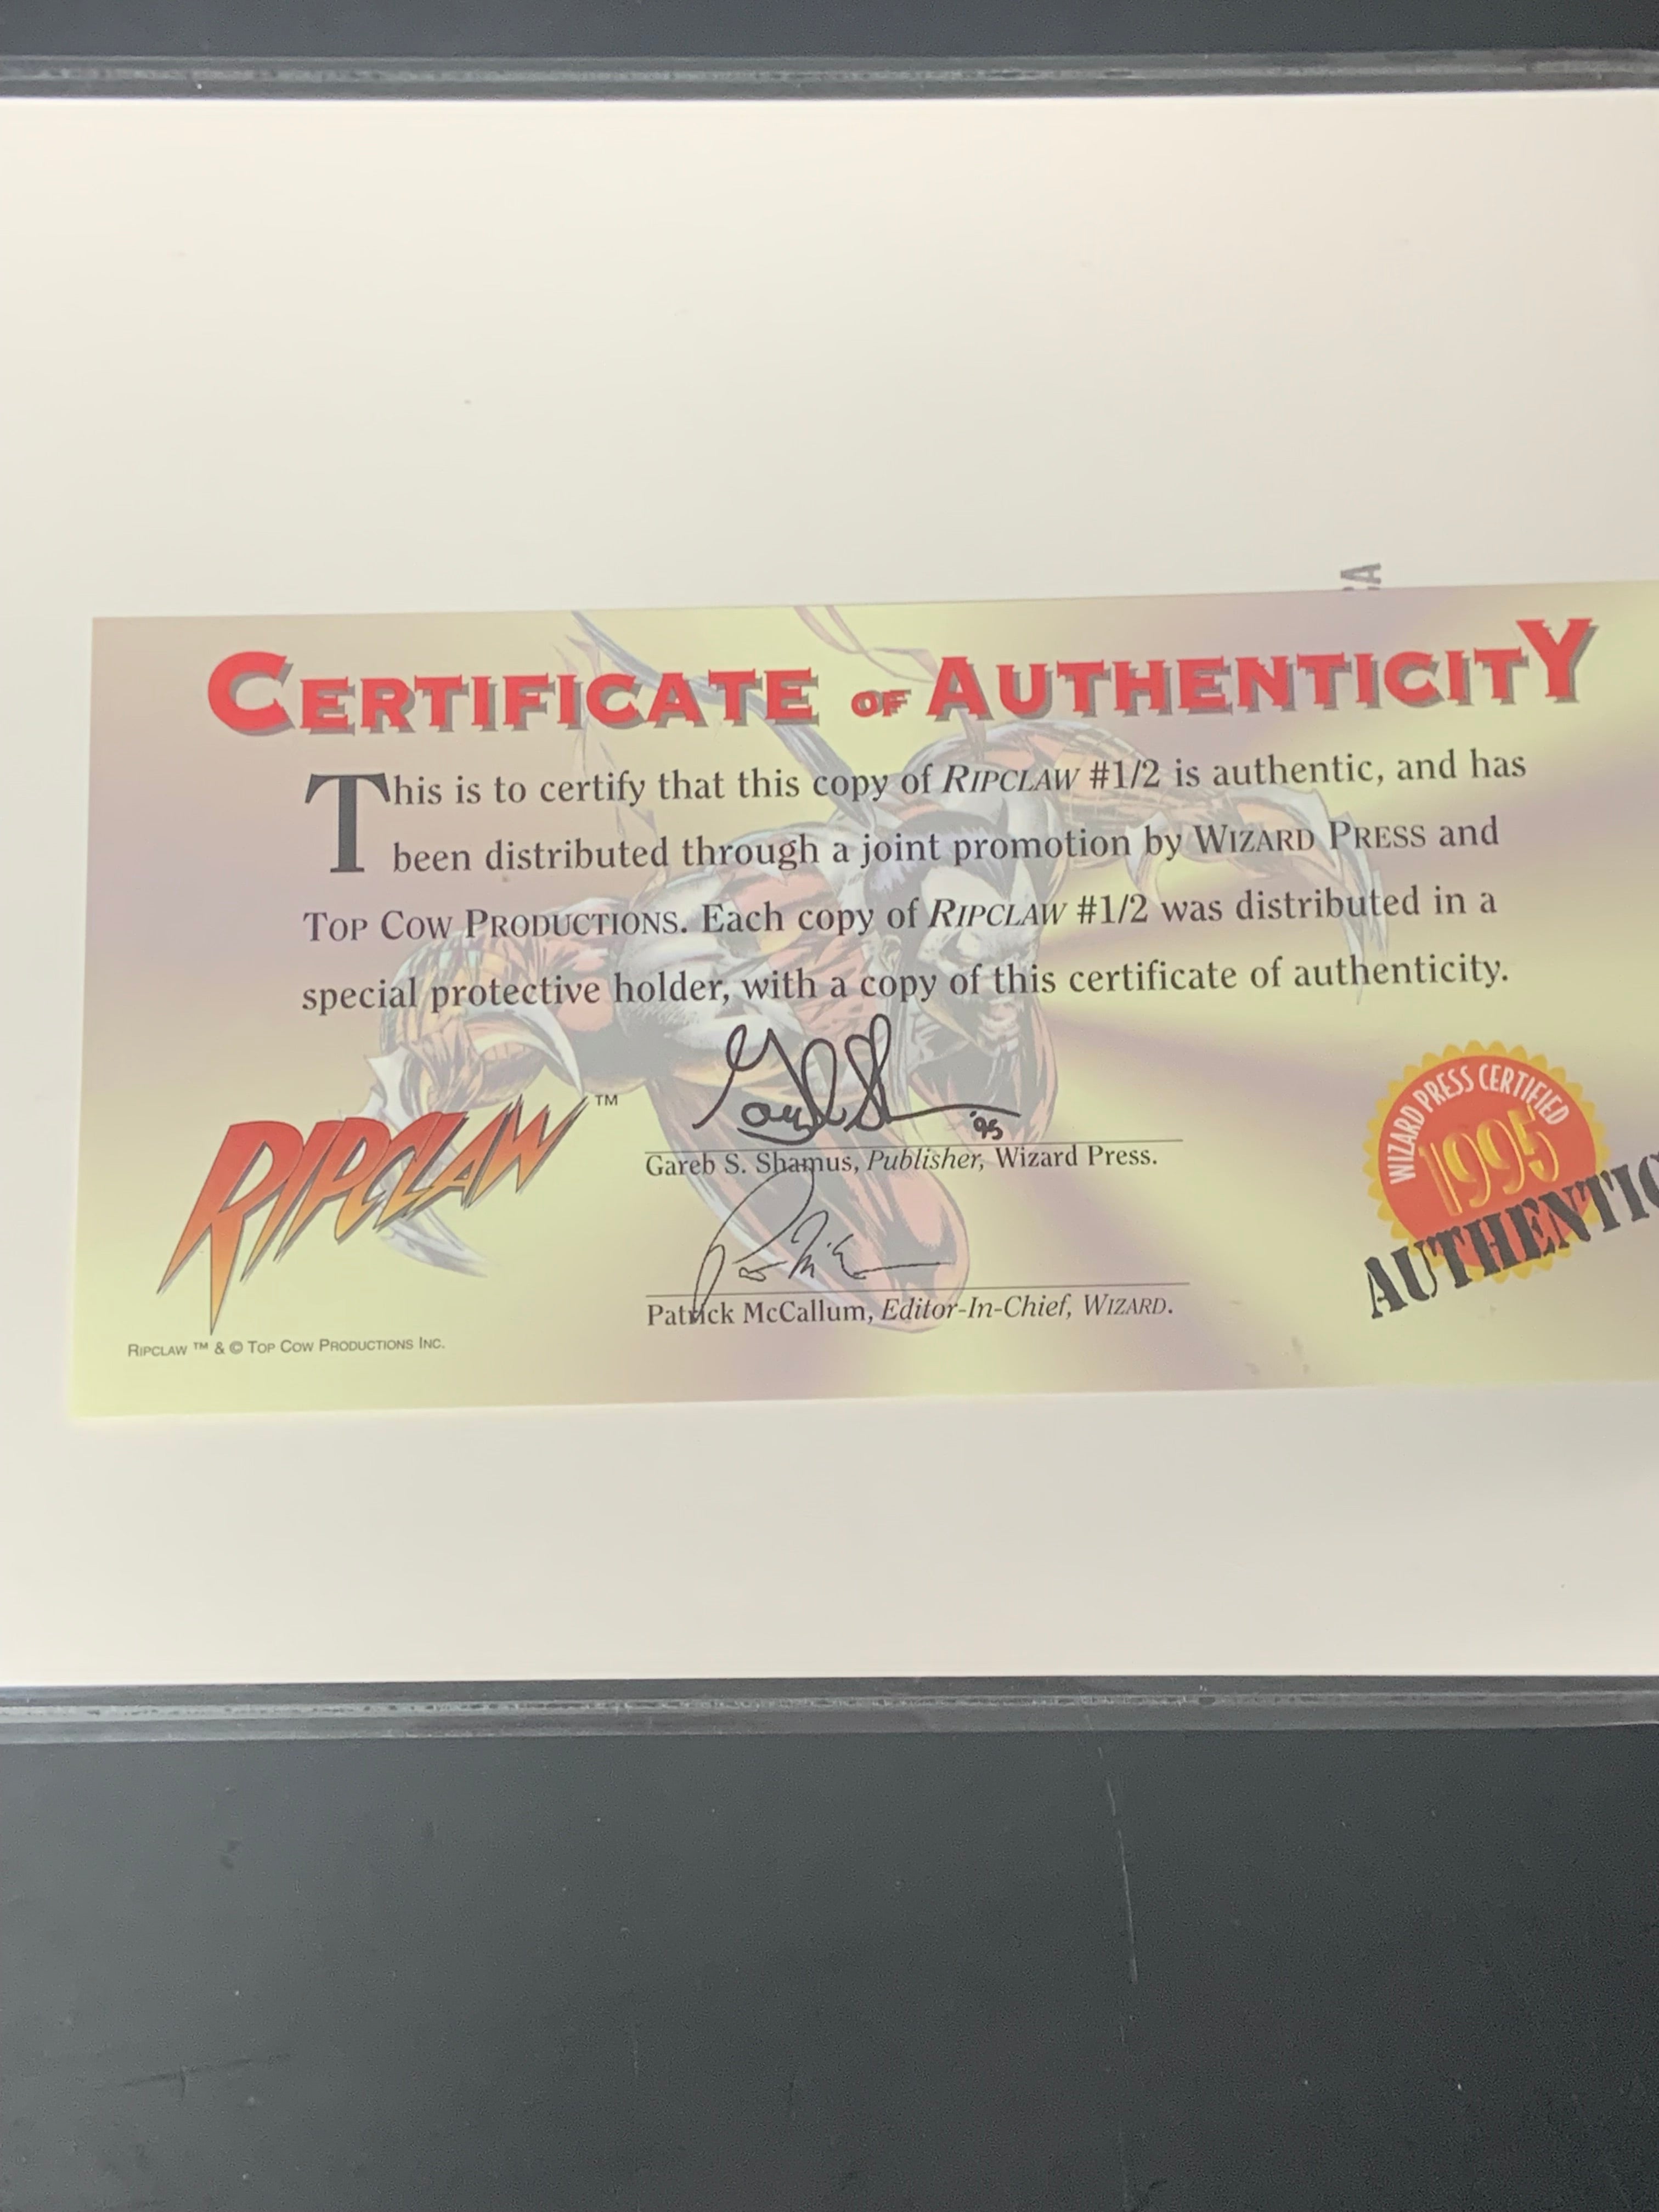 CERTIFICATE OF AUTHENTICITY
This is to certify that this copy of RIPCLAW #1/2 is authentic, and has
been distributed through a joint promotion by WIZARD PRESS and
TOP COW PRODUCTIONS. Each copy of RIPCLAW #1/2 was distributed in a
special protective holder, with a copy of this certificate of authenticity.
'95
Gareb S. Shamus, Publisher, Wizard Press.
Patrick McCallum, Editor-In-Chief, WIZARD.
RIPCLAW™
RIPCLAW ™ & © TOP COW PRODUCTIONS INC.
WIZARD PRESS CERTIFIED
1995
AUTHENTIC